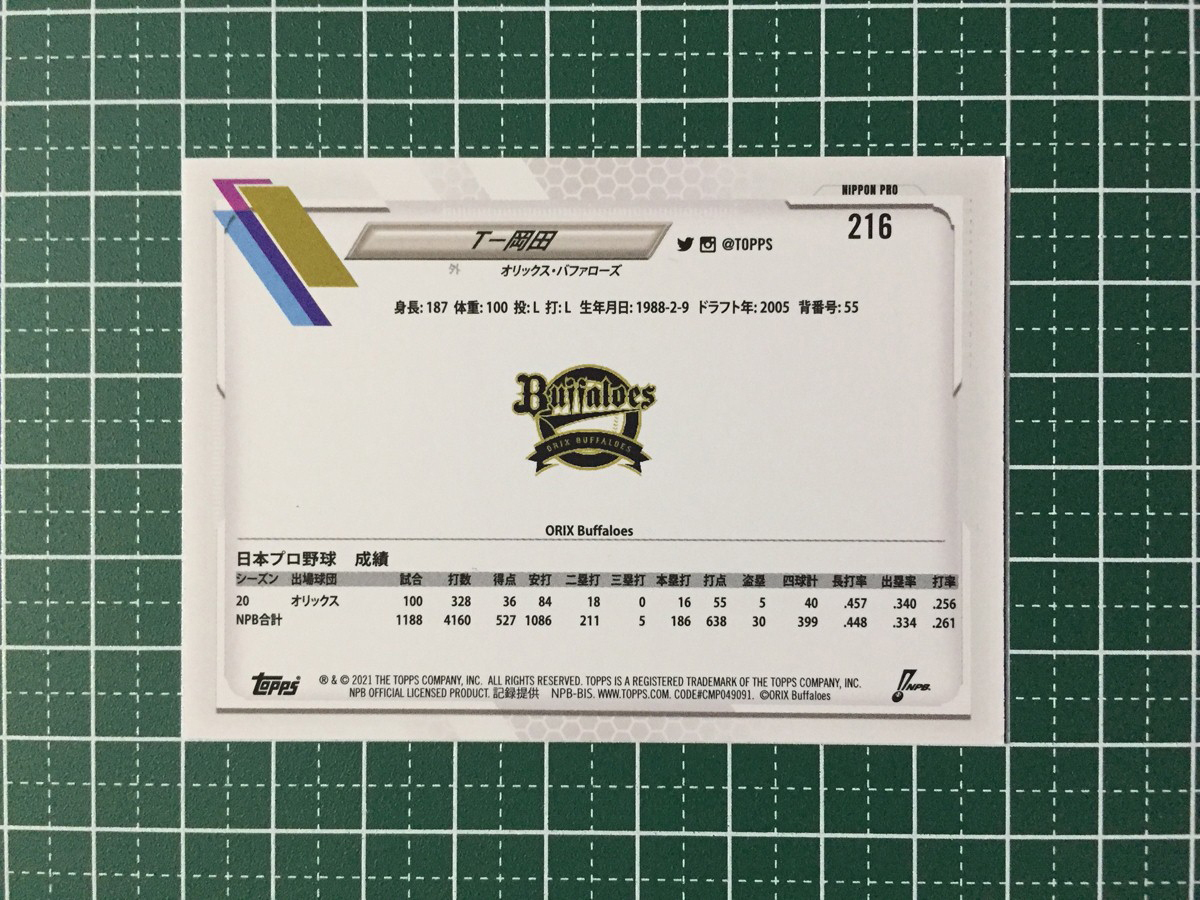 NIPPON PRO
216
T-岡田
@TOPPS
外
オリックス・バファローズ
身長: 187 体重: 100 投: L 打: L 生年月日: 1988-2-9 ドラフト年: 2005 背番号: 55
Buffaloes
ORIX BUFFALOES
ORIX Buffaloes
日本プロ野球 成績
シーズン 出場球団 試合 打数 得点 安打 二塁打 三塁打 本塁打 打点 盗塁 四球計 長打率 出塁率 打率
20 オリックス 100 328 36 84 18 0 16 55 5 40 .457 .340 .256
NPB合計 1188 4160 527 1086 211 5 186 638 30 399 .448 .334 .261
TOPPS®
® & © 2021 THE TOPPS COMPANY, INC. ALL RIGHTS RESERVED. TOPPS IS A REGISTERED TRADEMARK OF THE TOPPS COMPANY, INC.
NPB OFFICIAL LICENSED PRODUCT. 記録提供 NPB-BIS. WWW.TOPPS.COM. CODE#CMP049091. ©ORIX Buffaloes
NPB.